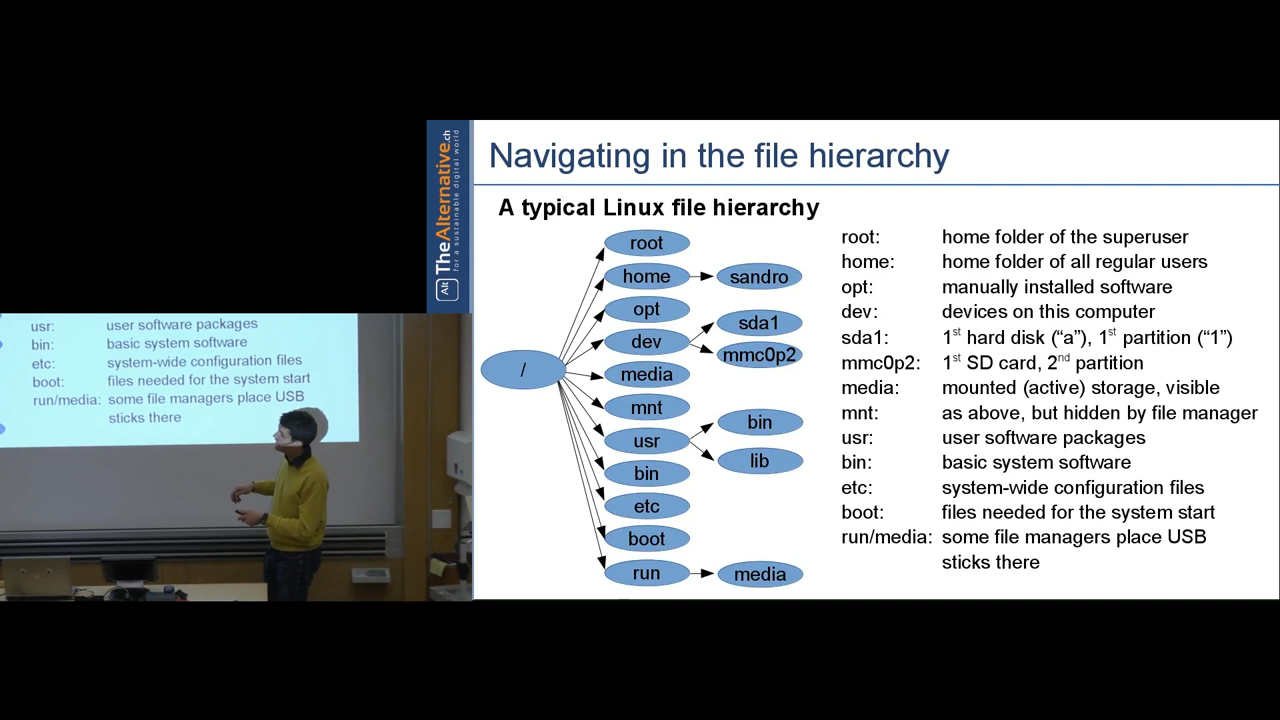 Alt TheAlternative.ch
for a sustainable digital world
Navigating in the file hierarchy
A typical Linux file hierarchy
/
root
home
sandro
opt
dev
sda1
mmc0p2
media
mnt
usr
bin
lib
bin
etc
boot
run
media
root: home folder of the superuser
home: home folder of all regular users
opt: manually installed software
dev: devices on this computer
sda1: 1st hard disk (“a”), 1st partition (“1”)
mmc0p2: 1st SD card, 2nd partition
media: mounted (active) storage, visible
mnt: as above, but hidden by file manager
usr: user software packages
bin: basic system software
etc: system-wide configuration files
boot: files needed for the system start
run/media: some file managers place USB
sticks there
usr: user software packages
bin: basic system software
etc: system-wide configuration files
boot: files needed for the system start
run/media: some file managers place USB
sticks there